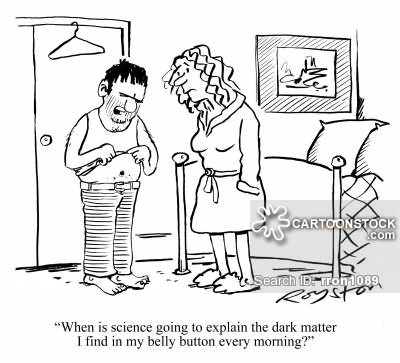 CARTOONSTOCK
.com
Search ID: rron1089
ROYSTON
“When is science going to explain the dark matter
I find in my belly button every morning?”